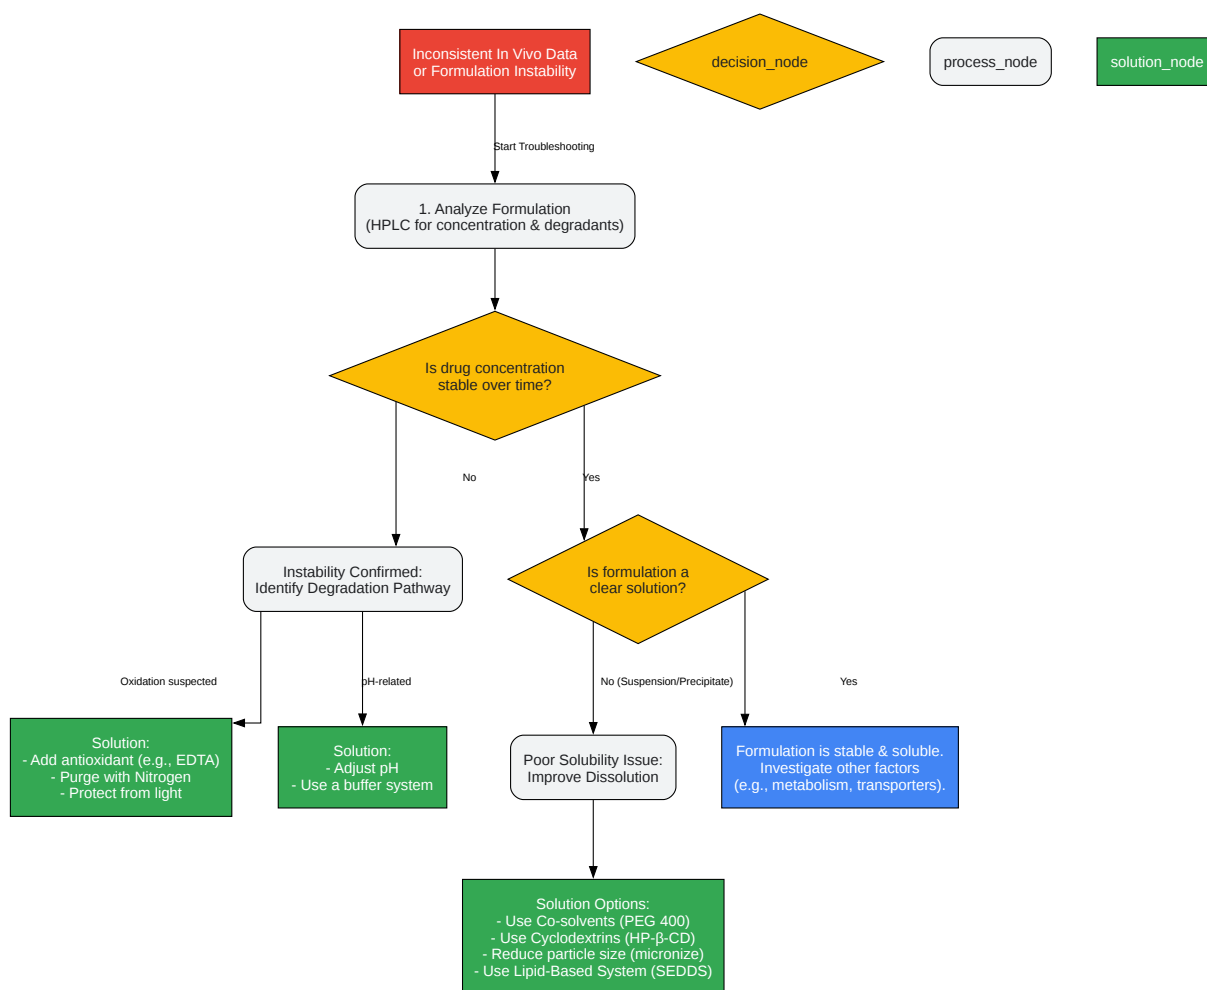 Inconsistent In Vivo Data
or Formulation Instability
decision_node
process_node
solution_node
Start Troubleshooting
1. Analyze Formulation
(HPLC for concentration & degradants)
Is drug concentration
stable over time?
No
Yes
Instability Confirmed:
Identify Degradation Pathway
Is formulation a
clear solution?
Oxidation suspected
pH-related
No (Suspension/Precipitate)
Yes
Solution:
- Add antioxidant (e.g., EDTA)
- Purge with Nitrogen
- Protect from light
Solution:
- Adjust pH
- Use a buffer system
Poor Solubility Issue:
Improve Dissolution
Formulation is stable & soluble.
Investigate other factors
(e.g., metabolism, transporters).
Solution Options:
- Use Co-solvents (PEG 400)
- Use Cyclodextrins (HP-β-CD)
- Reduce particle size (micronize)
- Use Lipid-Based System (SEDDS)